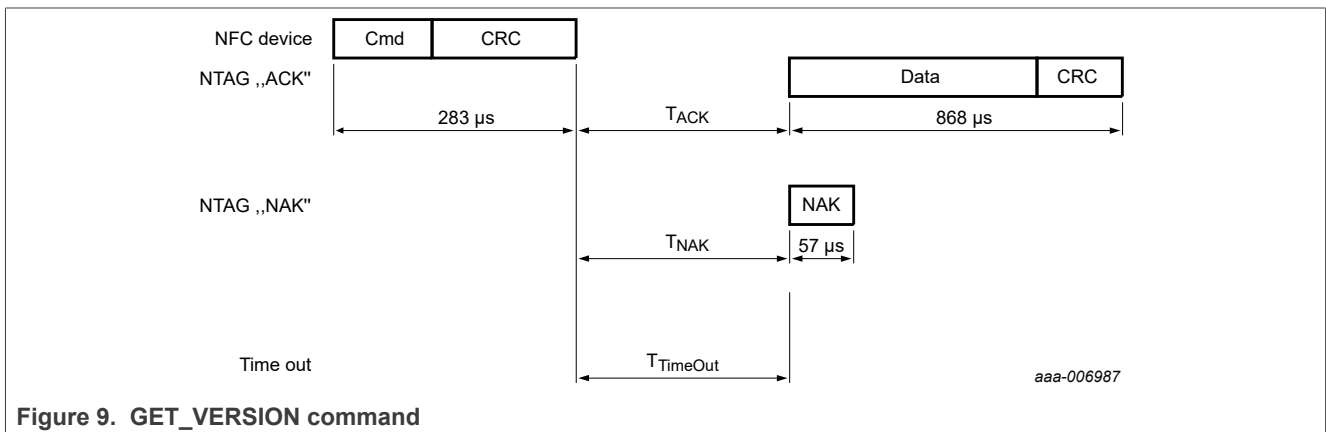 NFC device Cmd CRC
NTAG ,,ACK" Data CRC
283 µs TACK 868 µs
NTAG ,,NAK" NAK
TNAK 57 µs
Time out TTimeOut aaa-006987
Figure 9. GET_VERSION command